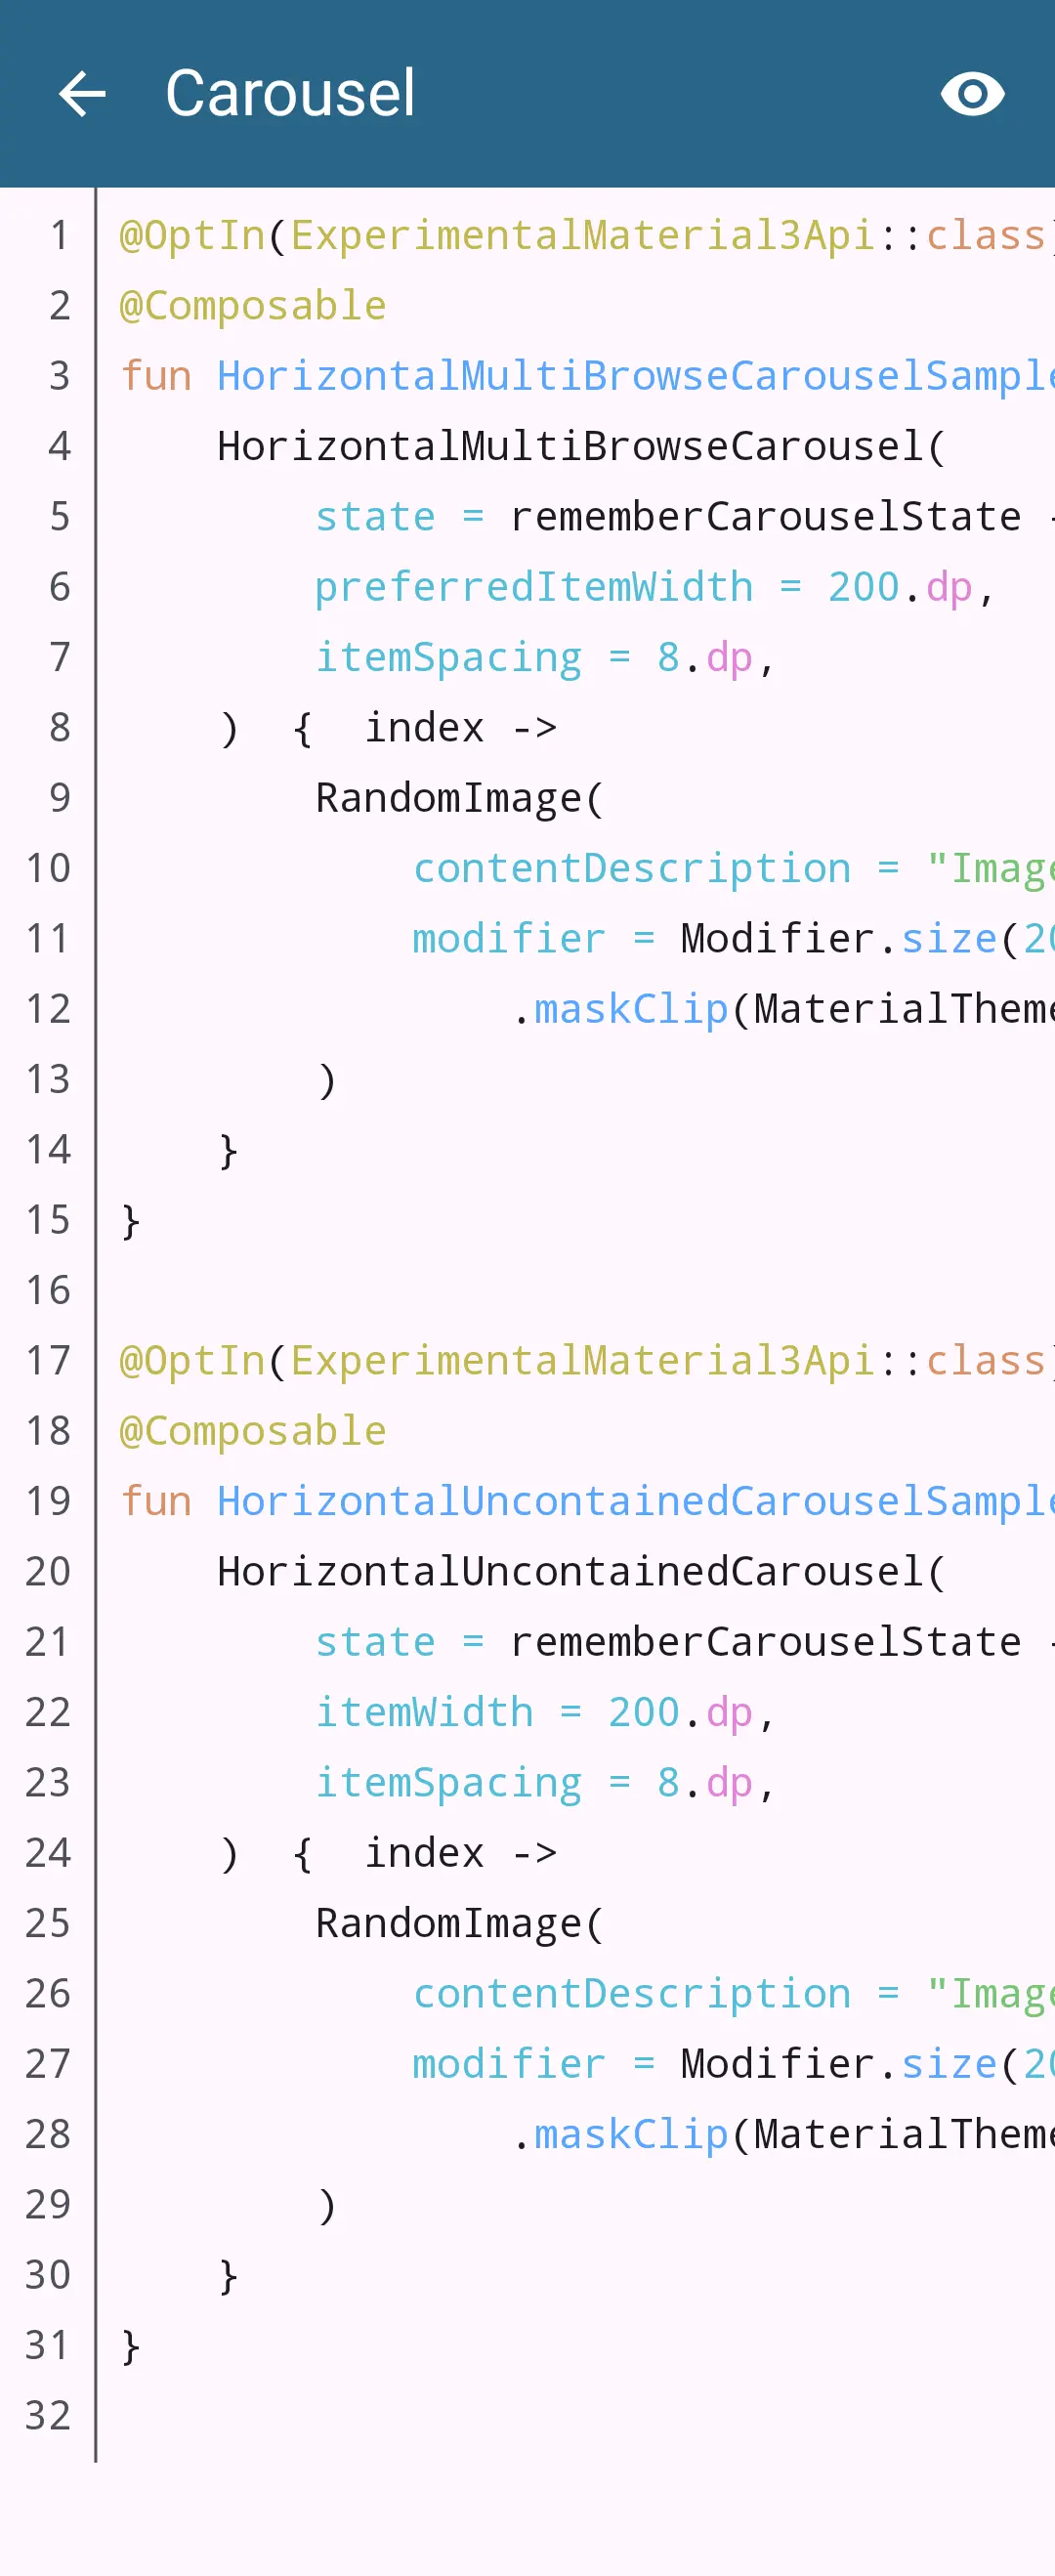 Carousel
1 @OptIn(ExperimentalMaterial3Api::class)
2 @Composable
3 fun HorizontalMultiBrowseCarouselSample
4 HorizontalMultiBrowseCarousel(
5 state = rememberCarouselState
6 preferredItemWidth = 200.dp,
7 itemSpacing = 8.dp,
8 ) { index ->
9 RandomImage(
10 contentDescription = "Image
11 modifier = Modifier.size(20
12 .maskClip(MaterialTheme
13 )
14 }
15 }
16
17 @OptIn(ExperimentalMaterial3Api::class)
18 @Composable
19 fun HorizontalUncontainedCarouselSample
20 HorizontalUncontainedCarousel(
21 state = rememberCarouselState
22 itemWidth = 200.dp,
23 itemSpacing = 8.dp,
24 ) { index ->
25 RandomImage(
26 contentDescription = "Image
27 modifier = Modifier.size(20
28 .maskClip(MaterialTheme
29 )
30 }
31 }
32